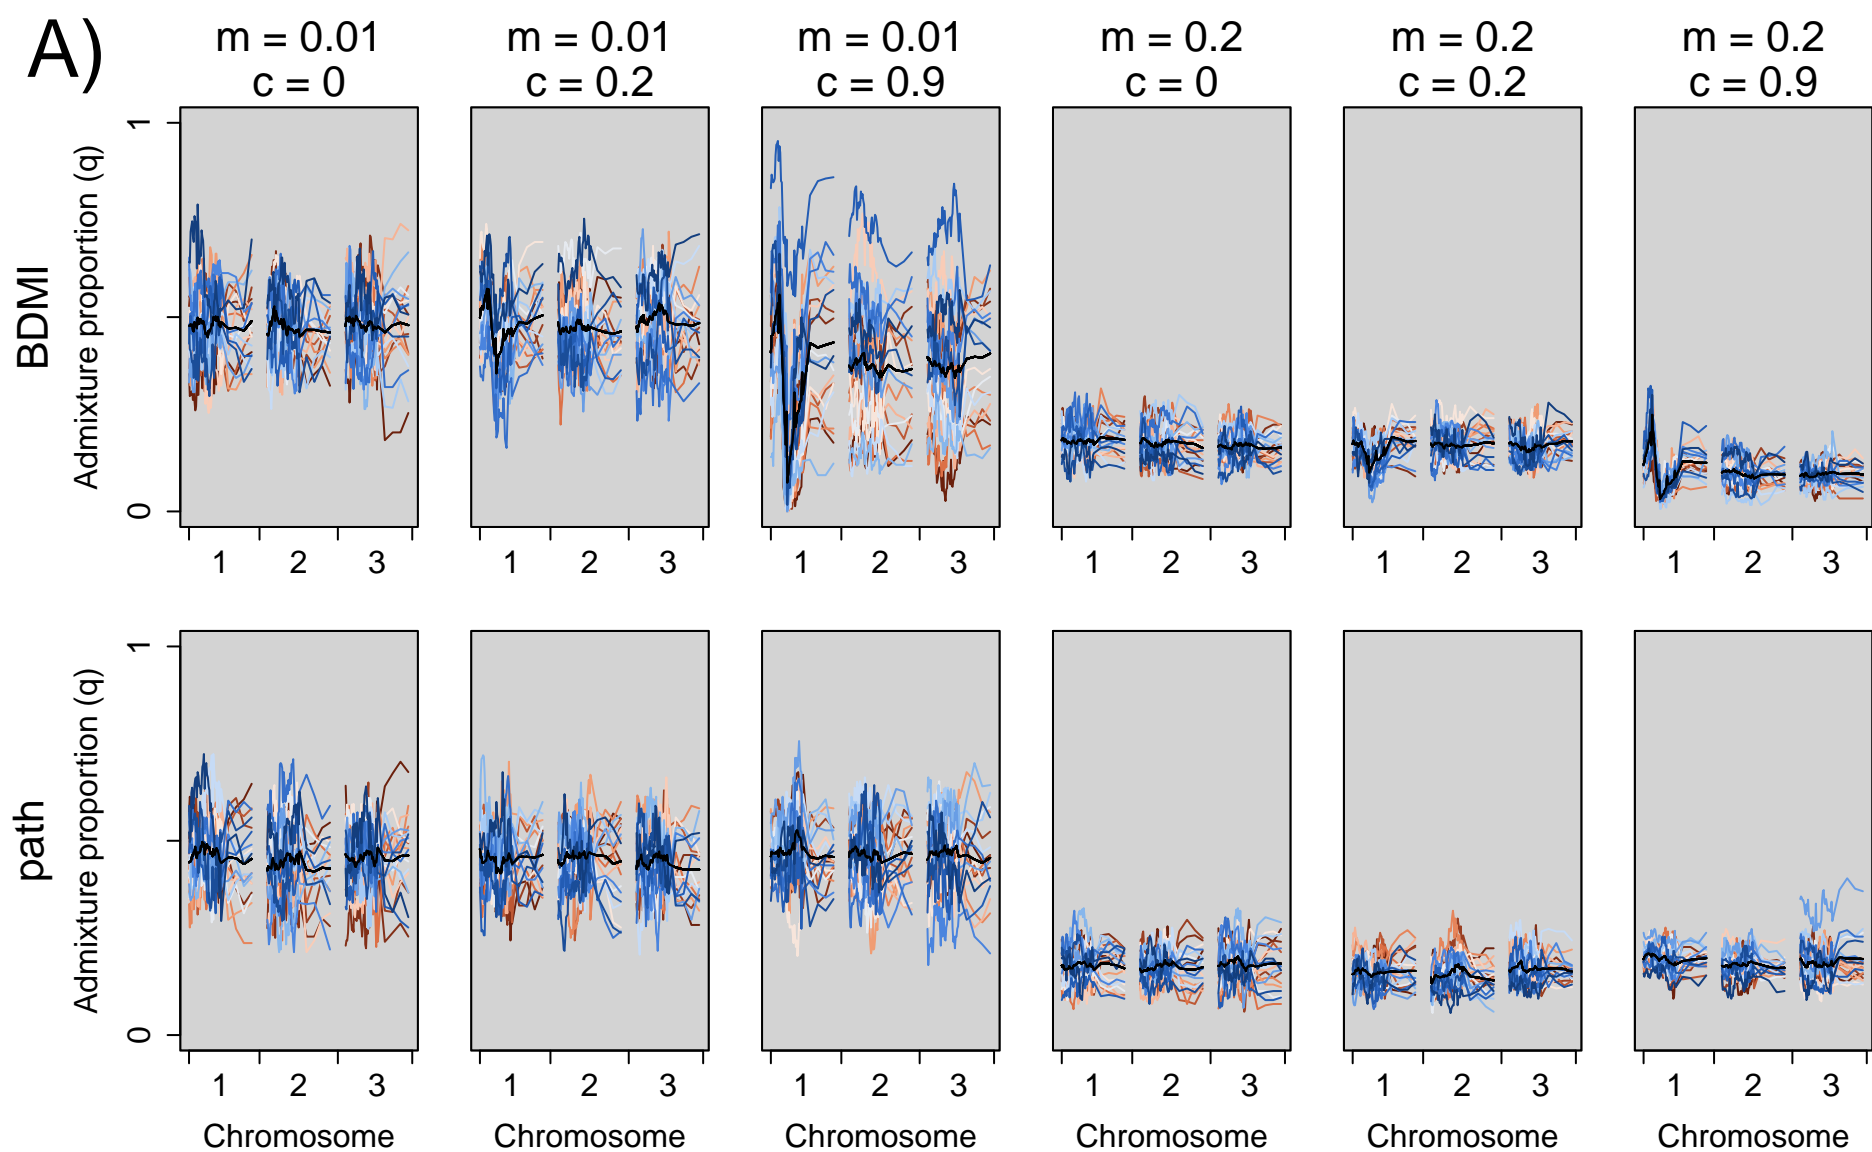 A)
m = 0.01 m = 0.01 m = 0.01 m = 0.2 m = 0.2 m = 0.2
c = 0 c = 0.2 c = 0.9 c = 0 c = 0.2 c = 0.9
BDMI
Admixture proportion (q)
1
0
1 2 3 1 2 3 1 2 3 1 2 3 1 2 3 1 2 3
path
Admixture proportion (q)
1
0
1 2 3 1 2 3 1 2 3 1 2 3 1 2 3 1 2 3
Chromosome Chromosome Chromosome Chromosome Chromosome Chromosome